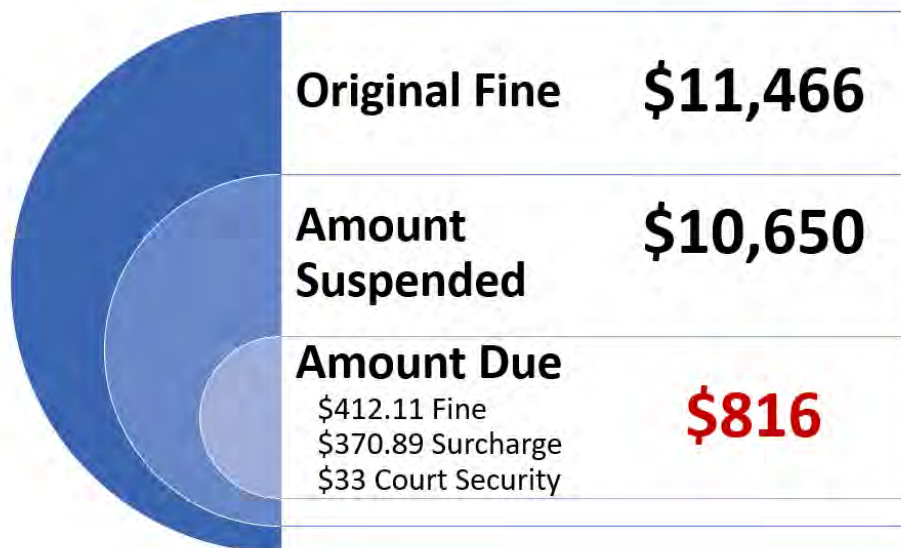 Original Fine $11,466
Amount
Suspended
$10,650
Amount Due
$412.11 Fine
$370.89 Surcharge
$33 Court Security
$816